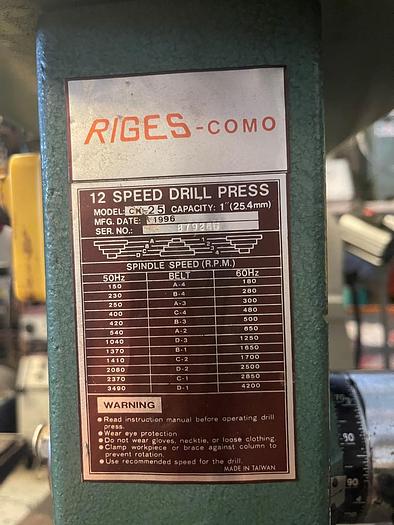 RIGES-COMO
12 SPEED DRILL PRESS
MODEL: CH-25 CAPACITY: 1" (25.4mm)
MFG. DATE: 1996
SER. NO.:
SPINDLE SPEED (R.P.M.)
50Hz BELT 60Hz
150 A-4 180
230 B-4 280
250 A-3 300
400 C-4 480
420 B-3 500
540 A-2 650
1040 D-3 1250
1370 B-1 1650
1410 C-2 1700
2080 D-2 2500
2370 C-1 2850
3490 D-1 4200
WARNING
● Read instruction manual before operating drill
press.
● Wear eye protection.
● Do not wear gloves, necktie, or loose clothing.
● Clamp workpiece or brace against column to
prevent rotation.
● Use recommended speed for the drill.
MADE IN TAIWAN